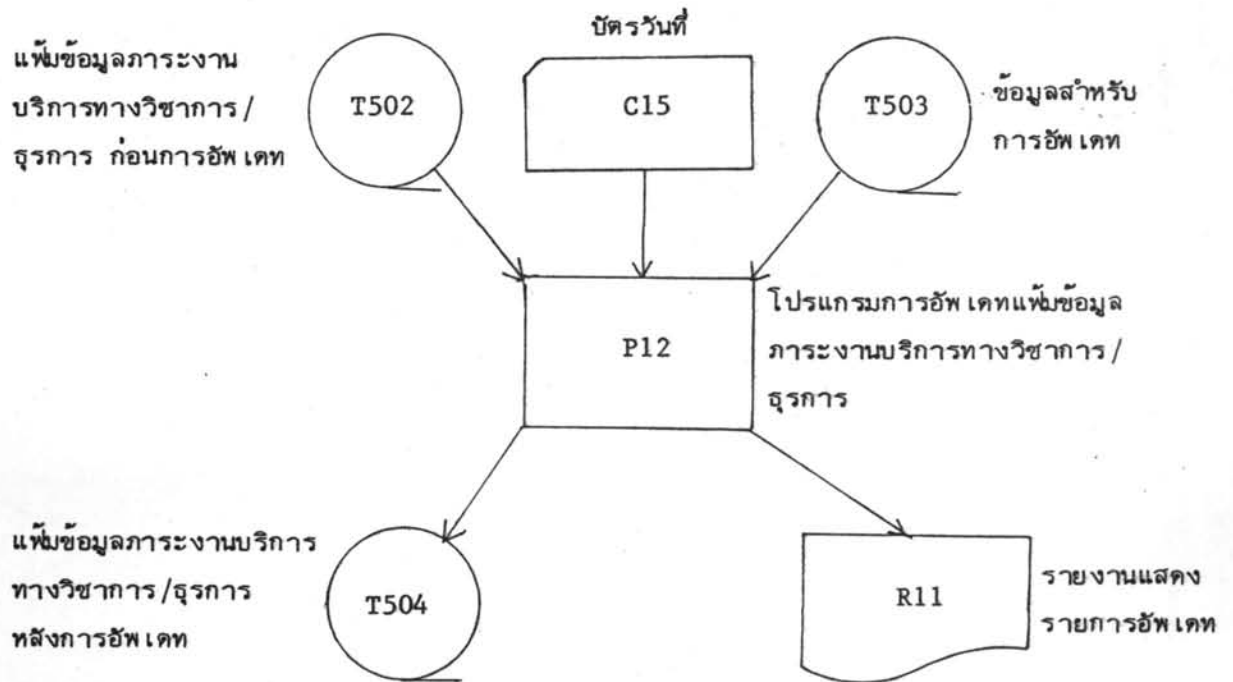 บัตรวันที่
แฟ้มข้อมูลภาระงาน
บริการทางวิชาการ/
ธุรการ ก่อนการอัพเดท
T502
C15
T503
ข้อมูลสำหรับ
การอัพเดท
P12
โปรแกรมการอัพเดทแฟ้มข้อมูล
ภาระงานบริการทางวิชาการ/
ธุรการ
แฟ้มข้อมูลภาระงานบริการ
ทางวิชาการ/ธุรการ
หลังการอัพเดท
T504
R11
รายงานแสดง
รายการอัพเดท